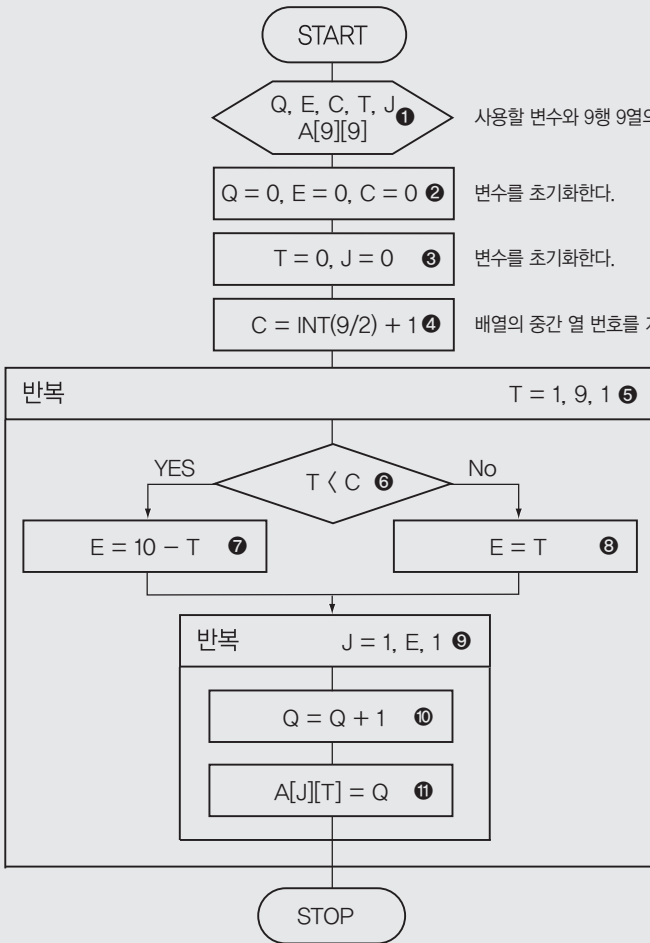 START
Q, E, C, T, J ❶
A[9][9]
사용할 변수와 9행 9열의
Q = 0, E = 0, C = 0 ❷
변수를 초기화한다.
T = 0, J = 0 ❸
변수를 초기화한다.
C = INT(9/2) + 1 ❹
배열의 중간 열 번호를
반복 T = 1, 9, 1 ❺
YES
T < C ❻
No
E = 10 − T ❼
E = T ❽
반복 J = 1, E, 1 ❾
Q = Q + 1 ❿
A[J][T] = Q ⓫
STOP